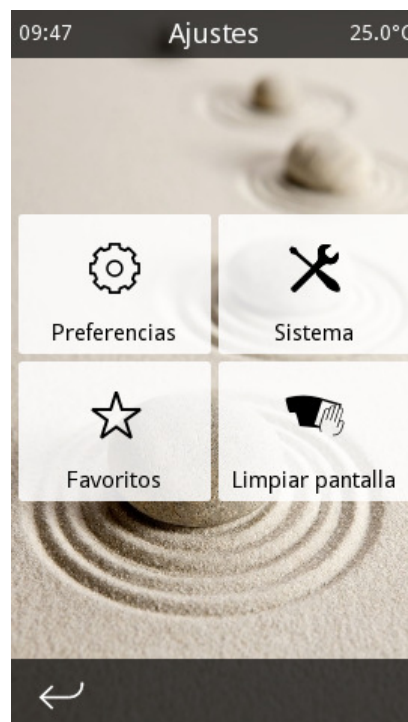 09:47 Ajustes 25.0°C
Preferencias
Sistema
Favoritos
Limpiar pantalla